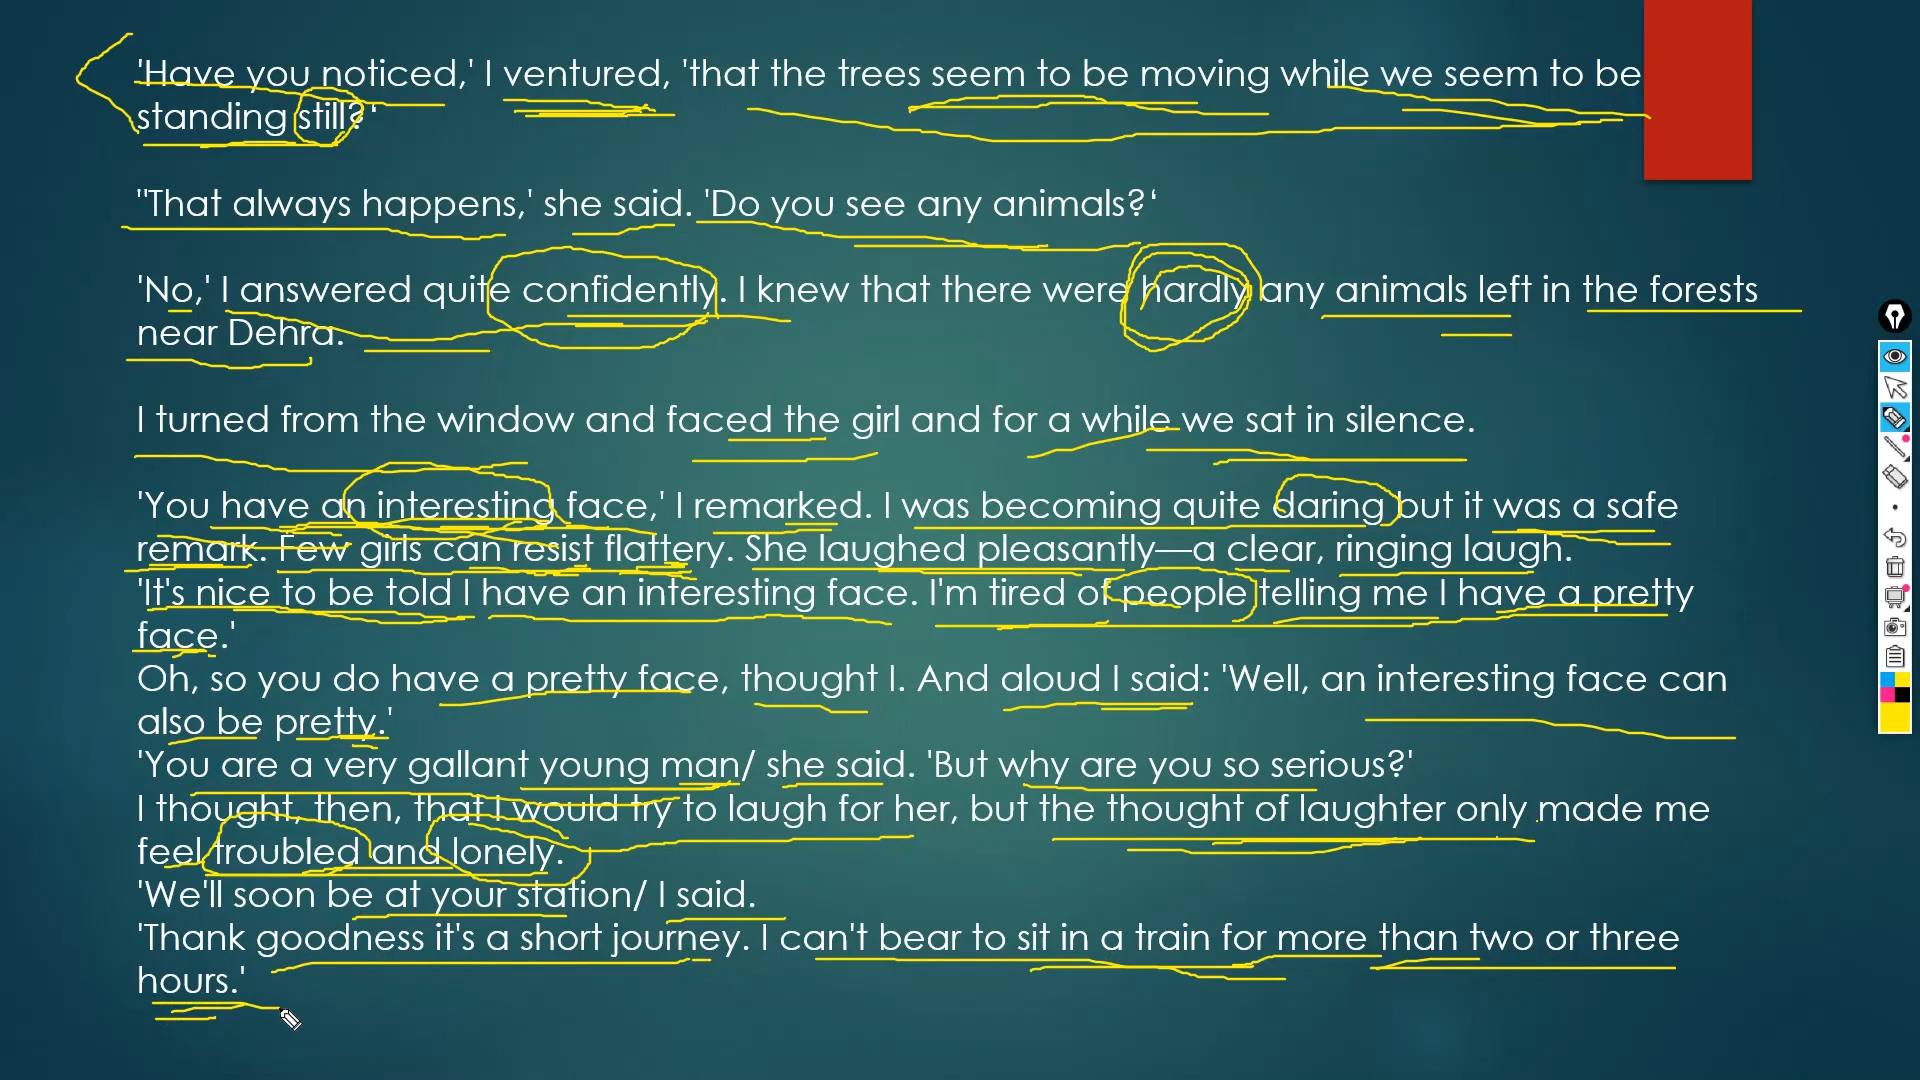 'Have you noticed,' I ventured, 'that the trees seem to be moving while we seem to be
standing still?‘
"That always happens,' she said. 'Do you see any animals?‘
'No,' I answered quite confidently. I knew that there were hardly any animals left in the forests
near Dehra.
I turned from the window and faced the girl and for a while we sat in silence.
'You have an interesting face,' I remarked. I was becoming quite daring but it was a safe
remark. Few girls can resist flattery. She laughed pleasantly—a clear, ringing laugh.
'It's nice to be told I have an interesting face. I'm tired of people telling me I have a pretty
face.'
Oh, so you do have a pretty face, thought I. And aloud I said: 'Well, an interesting face can
also be pretty.'
'You are a very gallant young man/ she said. 'But why are you so serious?'
I thought, then, that I would try to laugh for her, but the thought of laughter only made me
feel troubled and lonely.
'We'll soon be at your station/ I said.
'Thank goodness it's a short journey. I can't bear to sit in a train for more than two or three
hours.'